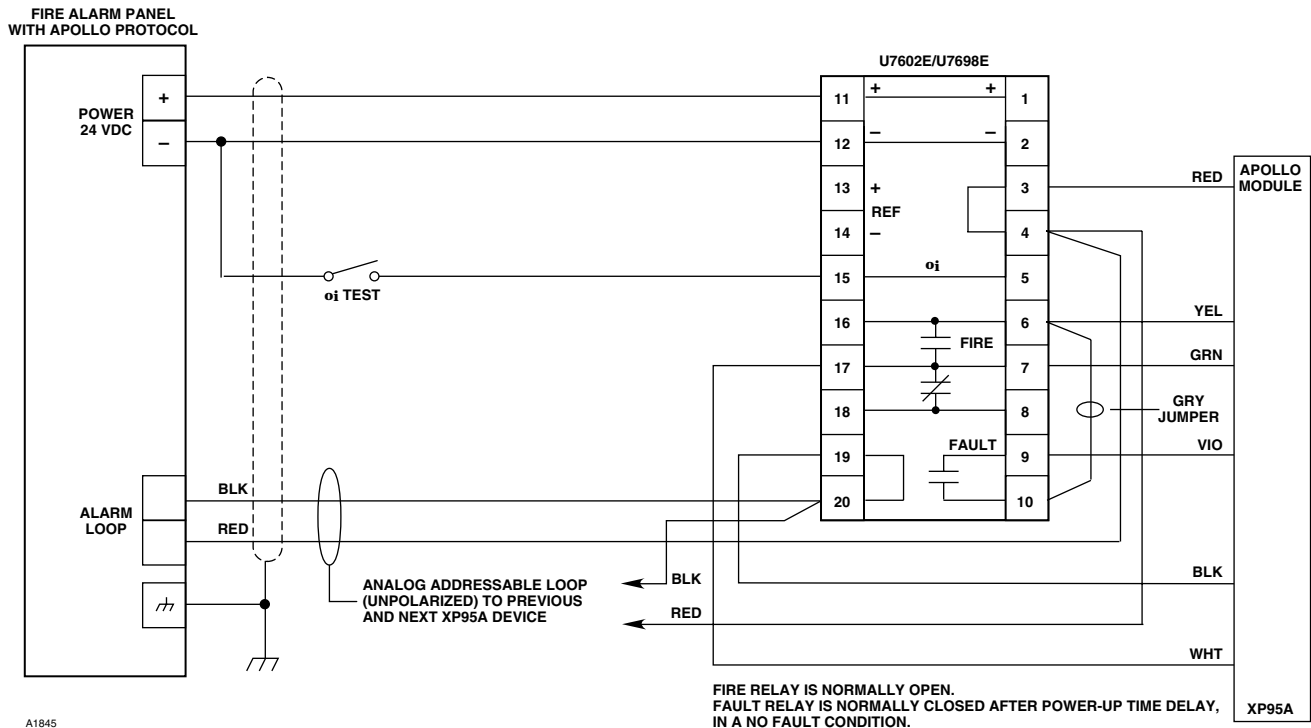 FIRE ALARM PANEL
WITH APOLLO PROTOCOL
POWER
24 VDC
+
–
oi TEST
U7602E/U7698E
11 + + 1
12 – – 2
13 + 3
REF
14 – 4
15 oi 5
16 6
FIRE
17 7
18 8
FAULT
19 9
20 10
RED
APOLLO
MODULE
YEL
GRN
GRY
JUMPER
VIO
BLK
WHT
XP95A
ALARM
LOOP
BLK
RED
ANALOG ADDRESSABLE LOOP
(UNPOLARIZED) TO PREVIOUS
AND NEXT XP95A DEVICE
BLK
RED
FIRE RELAY IS NORMALLY OPEN.
FAULT RELAY IS NORMALLY CLOSED AFTER POWER-UP TIME DELAY,
IN A NO FAULT CONDITION.
A1845